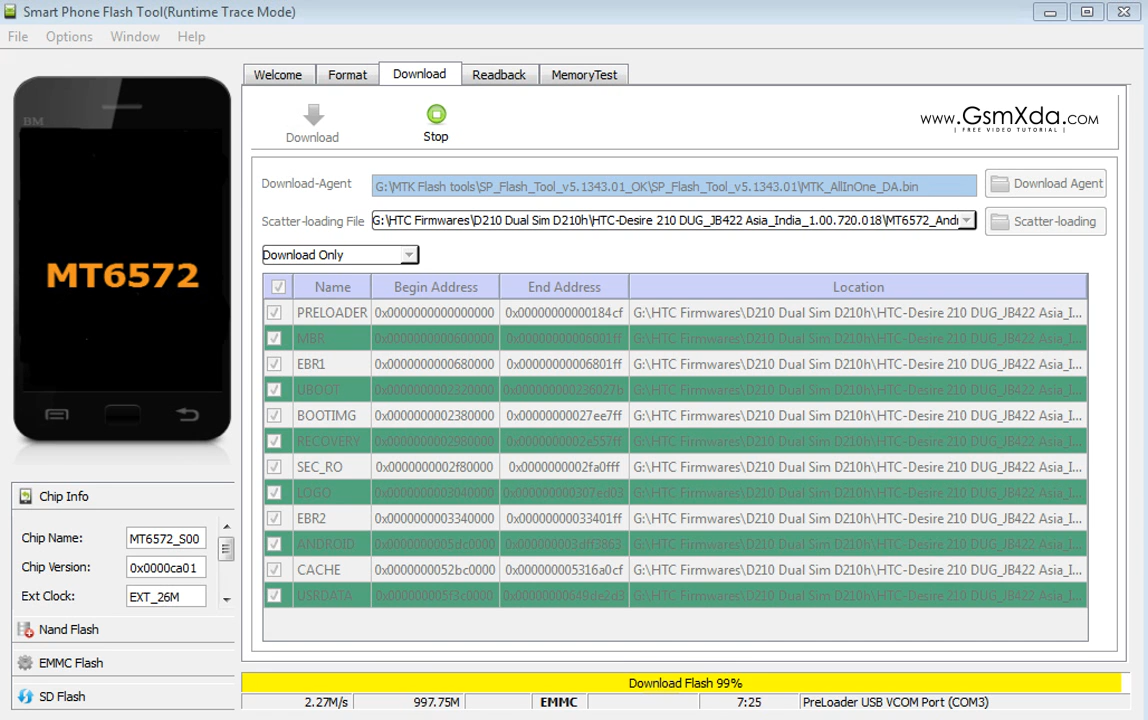 Smart Phone Flash Tool(Runtime Trace Mode)
File Options Window Help
Welcome Format Download Readback MemoryTest
BM
MT6572
Download Stop
www.GsmXda.com
| FREE VIDEO TUTORIAL |
Download-Agent G:\MTK Flash tools\SP_Flash_Tool_v5.1343.01_OK\SP_Flash_Tool_v5.1343.01\MTK_AllInOne_DA.bin Download Agent
Scatter-loading File G:\HTC Firmwares\D210 Dual Sim D210h\HTC-Desire 210 DUG_JB422 Asia_India_1.00.720.018\MT6572_Andr Scatter-loading
Download Only
Name Begin Address End Address Location
PRELOADER 0x0000000000000000 0x00000000000184cf G:\HTC Firmwares\D210 Dual Sim D210h\HTC-Desire 210 DUG_JB422 Asia_I...
MBR 0x0000000000600000 0x00000000006001ff G:\HTC Firmwares\D210 Dual Sim D210h\HTC-Desire 210 DUG_JB422 Asia_I...
EBR1 0x0000000000680000 0x00000000006801ff G:\HTC Firmwares\D210 Dual Sim D210h\HTC-Desire 210 DUG_JB422 Asia_I...
UBOOT 0x0000000002320000 0x000000000236027b G:\HTC Firmwares\D210 Dual Sim D210h\HTC-Desire 210 DUG_JB422 Asia_I...
BOOTIMG 0x0000000002380000 0x00000000027ee7ff G:\HTC Firmwares\D210 Dual Sim D210h\HTC-Desire 210 DUG_JB422 Asia_I...
RECOVERY 0x0000000002980000 0x0000000002e557ff G:\HTC Firmwares\D210 Dual Sim D210h\HTC-Desire 210 DUG_JB422 Asia_I...
SEC_RO 0x0000000002f80000 0x0000000002fa0fff G:\HTC Firmwares\D210 Dual Sim D210h\HTC-Desire 210 DUG_JB422 Asia_I...
LOGO 0x0000000003040000 0x000000000307ed03 G:\HTC Firmwares\D210 Dual Sim D210h\HTC-Desire 210 DUG_JB422 Asia_I...
EBR2 0x0000000003340000 0x00000000033401ff G:\HTC Firmwares\D210 Dual Sim D210h\HTC-Desire 210 DUG_JB422 Asia_I...
ANDROID 0x0000000005dc0000 0x000000003dff3863 G:\HTC Firmwares\D210 Dual Sim D210h\HTC-Desire 210 DUG_JB422 Asia_I...
CACHE 0x0000000052bc0000 0x000000005316a0cf G:\HTC Firmwares\D210 Dual Sim D210h\HTC-Desire 210 DUG_JB422 Asia_I...
USRDATA 0x000000005f3c0000 0x00000000649de2d3 G:\HTC Firmwares\D210 Dual Sim D210h\HTC-Desire 210 DUG_JB422 Asia_I...
Chip Info
Chip Name: MT6572_S00
Chip Version: 0x0000ca01
Ext Clock: EXT_26M
Nand Flash
EMMC Flash
SD Flash
Download Flash 99%
2.27M/s 997.75M EMMC 7:25 PreLoader USB VCOM Port (COM3)